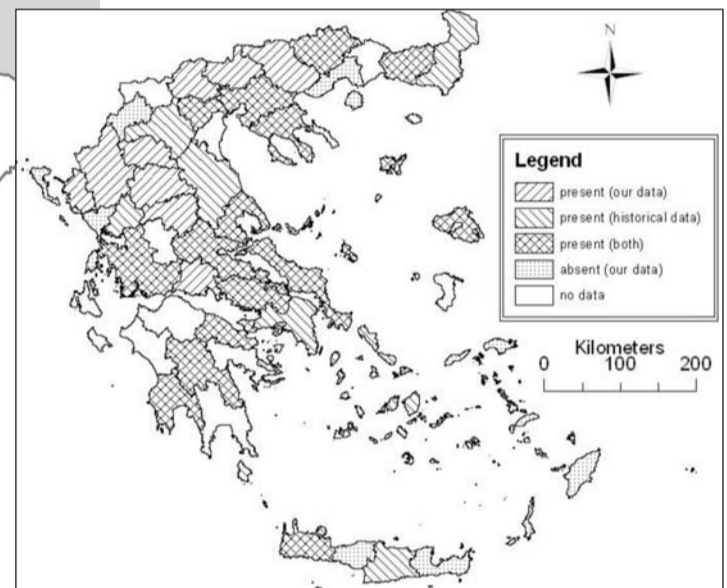 N
Legend
present (our data)
present (historical data)
present (both)
absent (our data)
no data
Kilometers
0 100 200